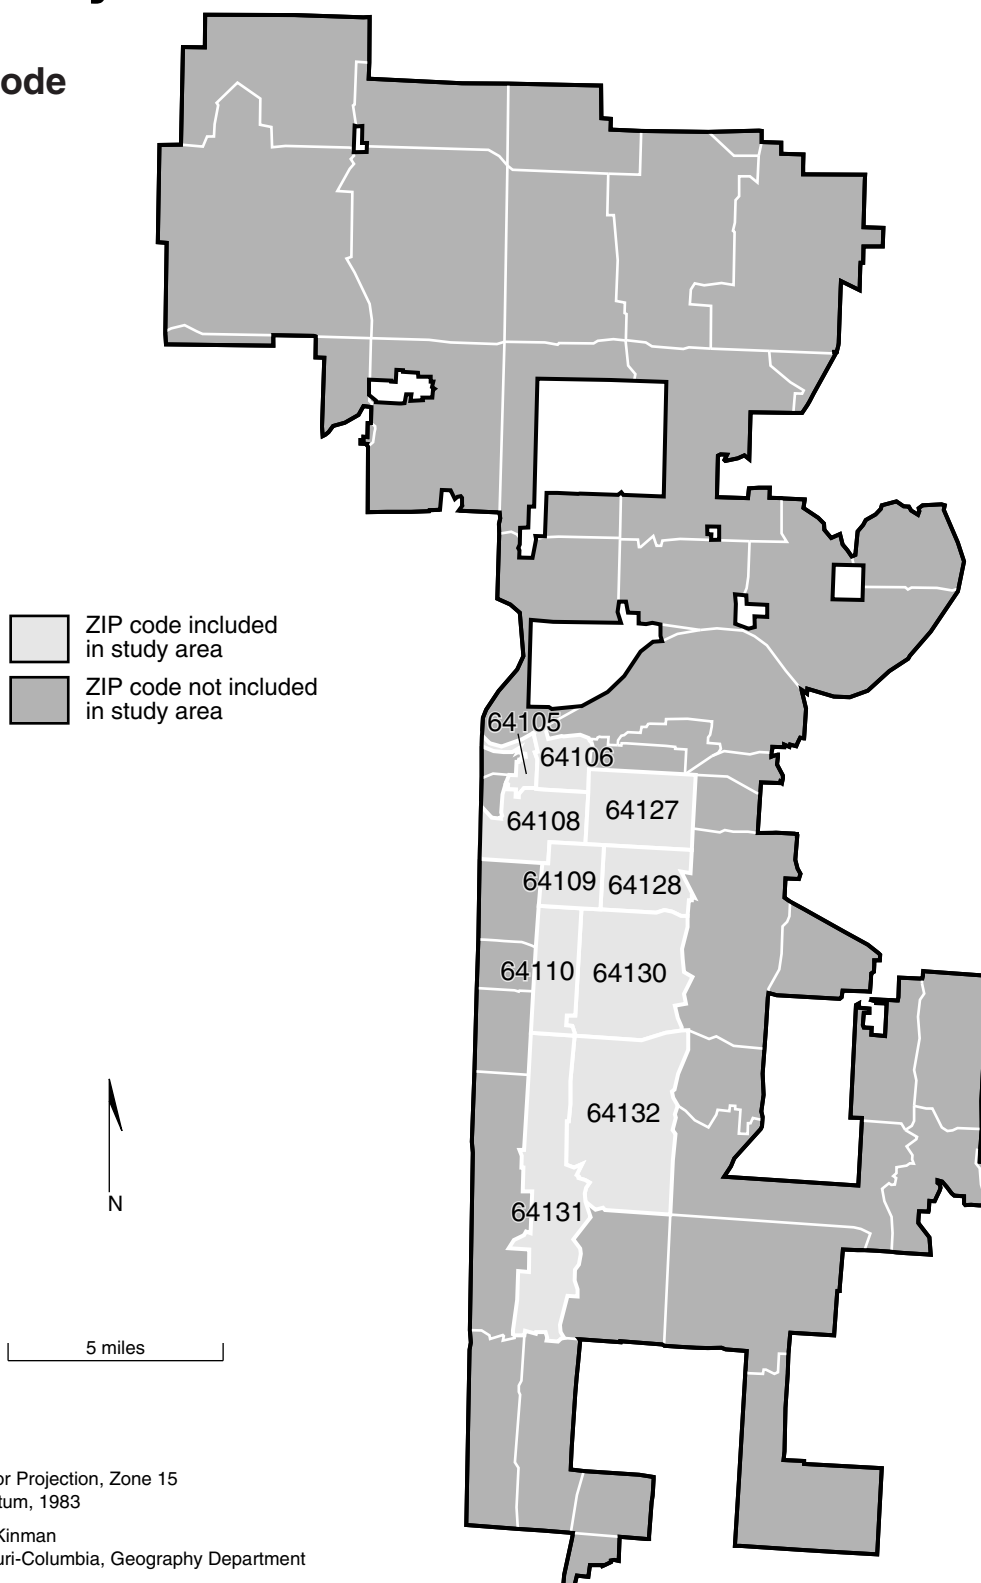 ode
ZIP code included
in study area
ZIP code not included
in study area
64105
64106
64127
64108
64109
64128
64110
64130
64132
64131
N
5 miles
or Projection, Zone 15
tum, 1983
Kinman
uri-Columbia, Geography Department